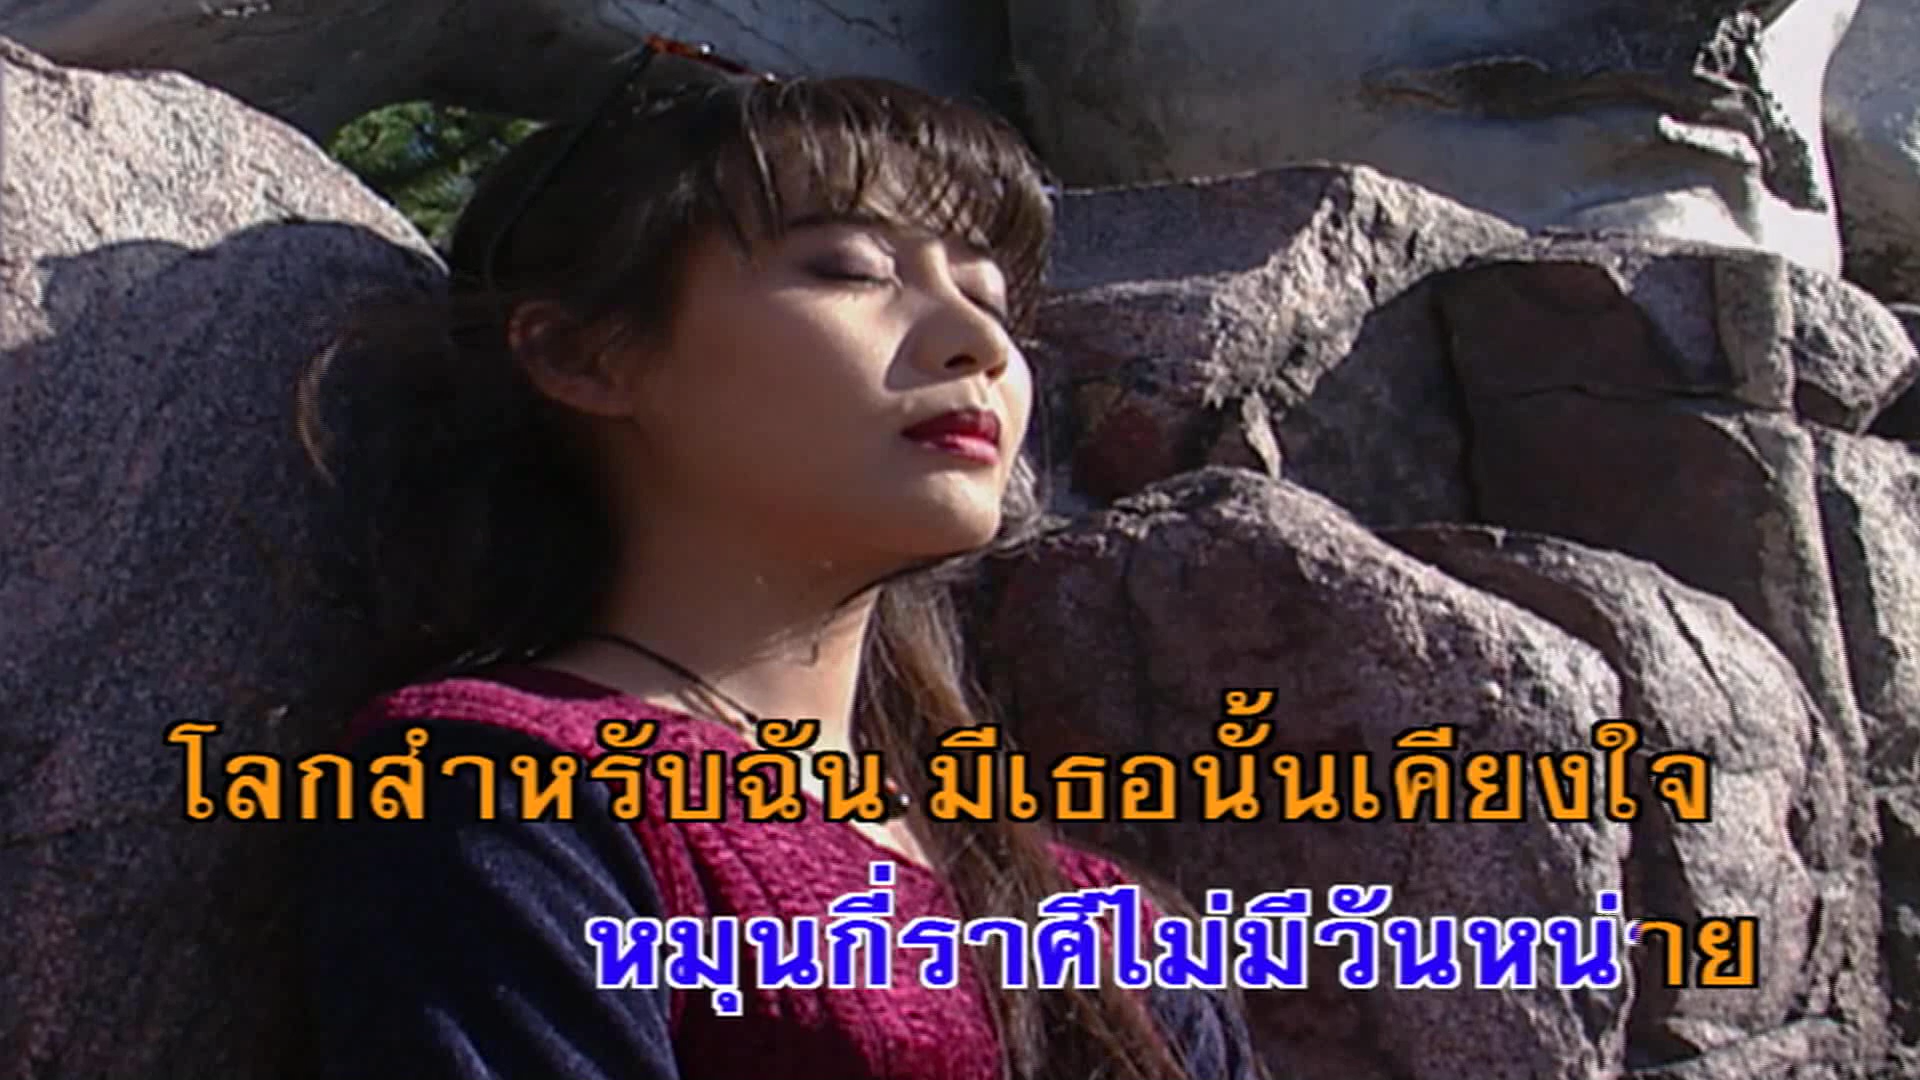 โลกสำหรับฉัน มีเธอนั้นเคียงใจ
หมุนกี่ราศีไม่มีวันหน่าย